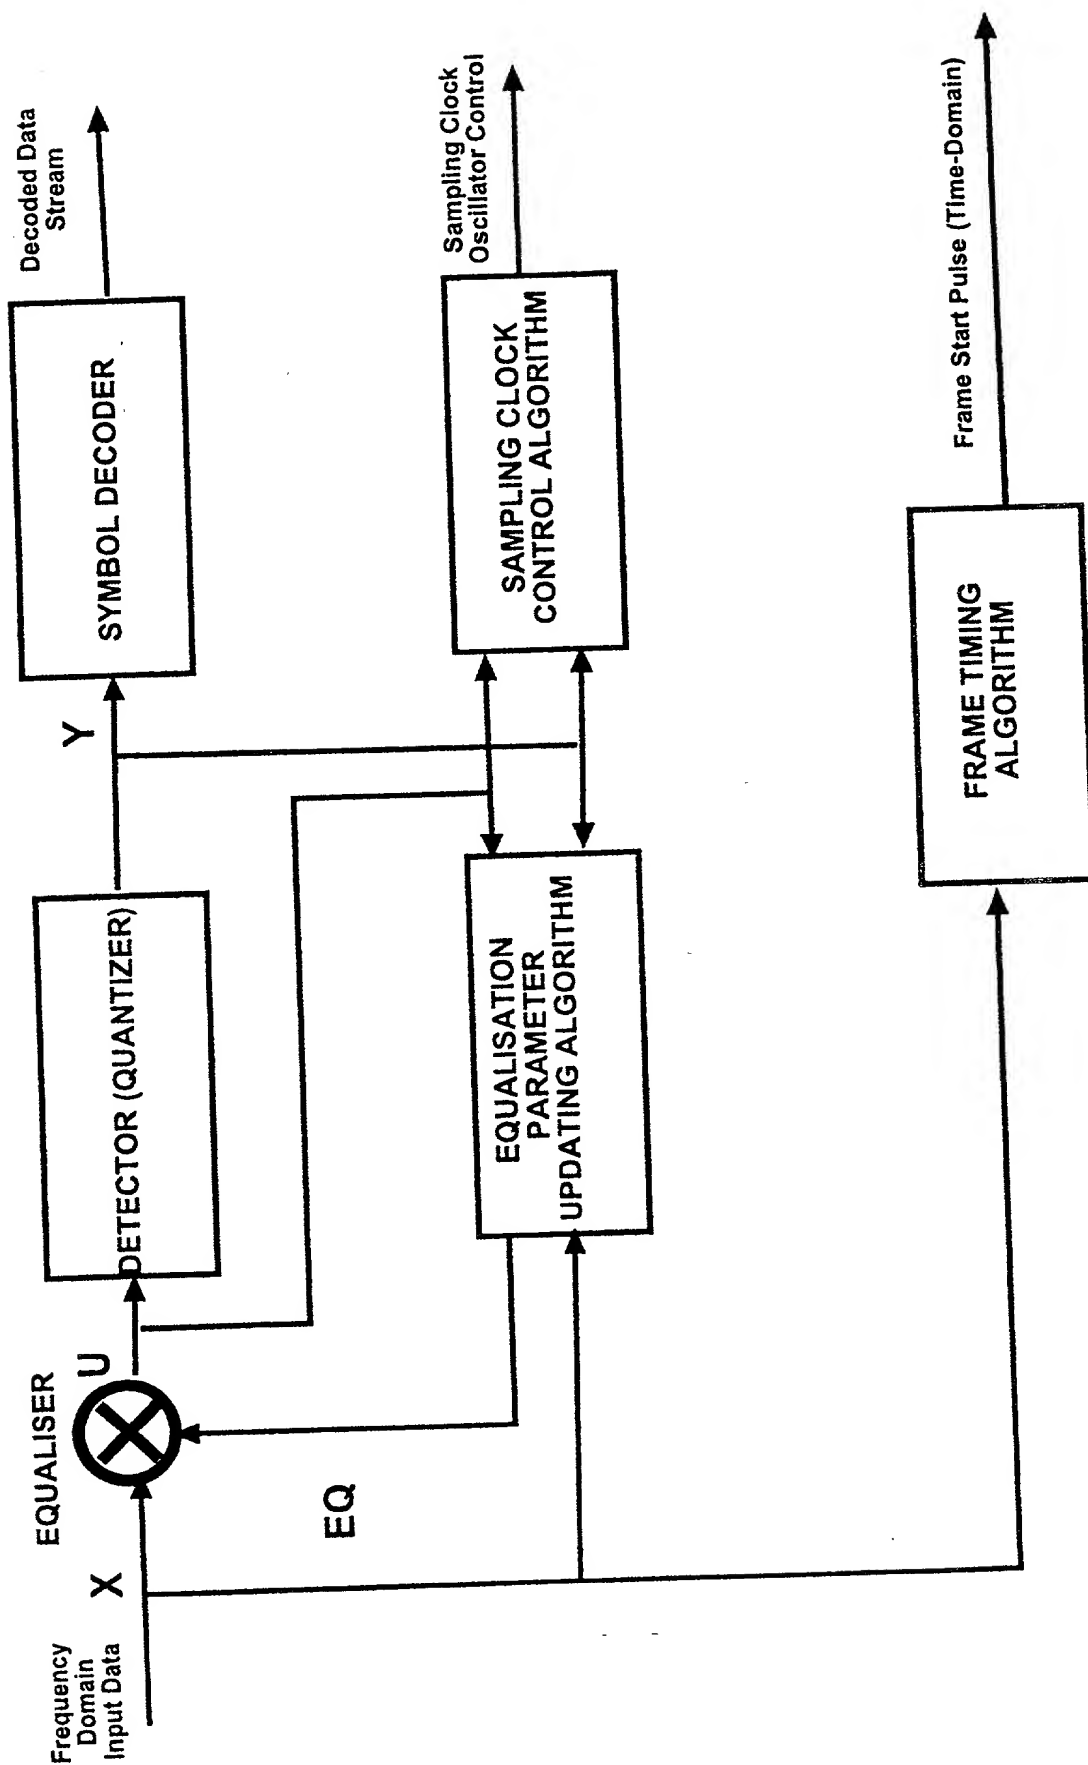 Frequency
Domain
Input Data
X
EQUALISER
U
DETECTOR (QUANTIZER)
Y
SYMBOL DECODER
Decoded Data
Stream
EQ
EQUALISATION
PARAMETER
UPDATING ALGORITHM
SAMPLING CLOCK
CONTROL ALGORITHM
Sampling Clock
Oscillator Control
FRAME TIMING
ALGORITHM
Frame Start Pulse (Time-Domain)